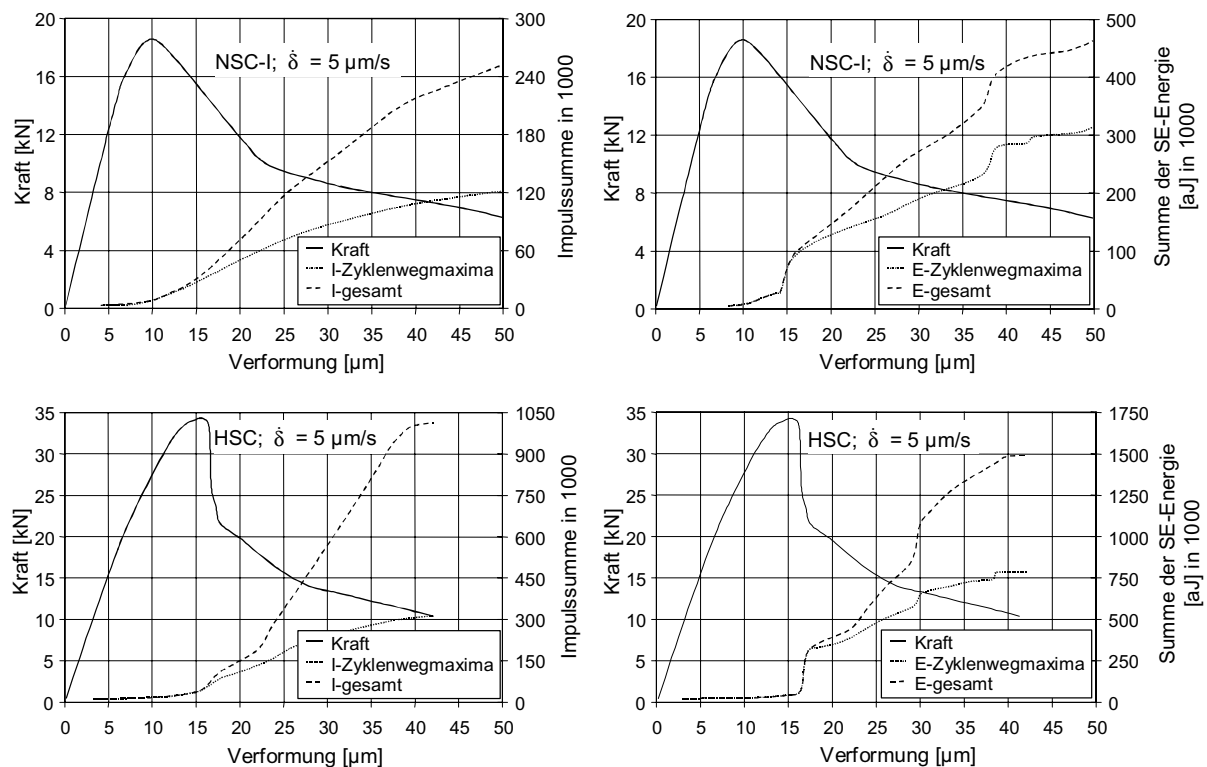 20
16
12
8
4
0
Kraft [kN]
NSC-I; δ̇ = 5 µm/s
Kraft
I-Zyklenwegmaxima
I-gesamt
300
240
180
120
60
0
Impulssumme in 1000
0 5 10 15 20 25 30 35 40 45 50
Verformung [µm]
20
16
12
8
4
0
Kraft [kN]
NSC-I; δ̇ = 5 µm/s
Kraft
E-Zyklenwegmaxima
E-gesamt
500
400
300
200
100
0
Summe der SE-Energie
[aJ] in 1000
0 5 10 15 20 25 30 35 40 45 50
Verformung [µm]
35
30
25
20
15
10
5
0
Kraft [kN]
HSC; δ̇ = 5 µm/s
Kraft
I-Zyklenwegmaxima
I-gesamt
1050
900
750
600
450
300
150
0
Impulssumme in 1000
0 5 10 15 20 25 30 35 40 45 50
Verformung [µm]
35
30
25
20
15
10
5
0
Kraft [kN]
HSC; δ̇ = 5 µm/s
Kraft
E-Zyklenwegmaxima
E-gesamt
1750
1500
1250
1000
750
500
250
0
Summe der SE-Energie
[aJ] in 1000
0 5 10 15 20 25 30 35 40 45 50
Verformung [µm]